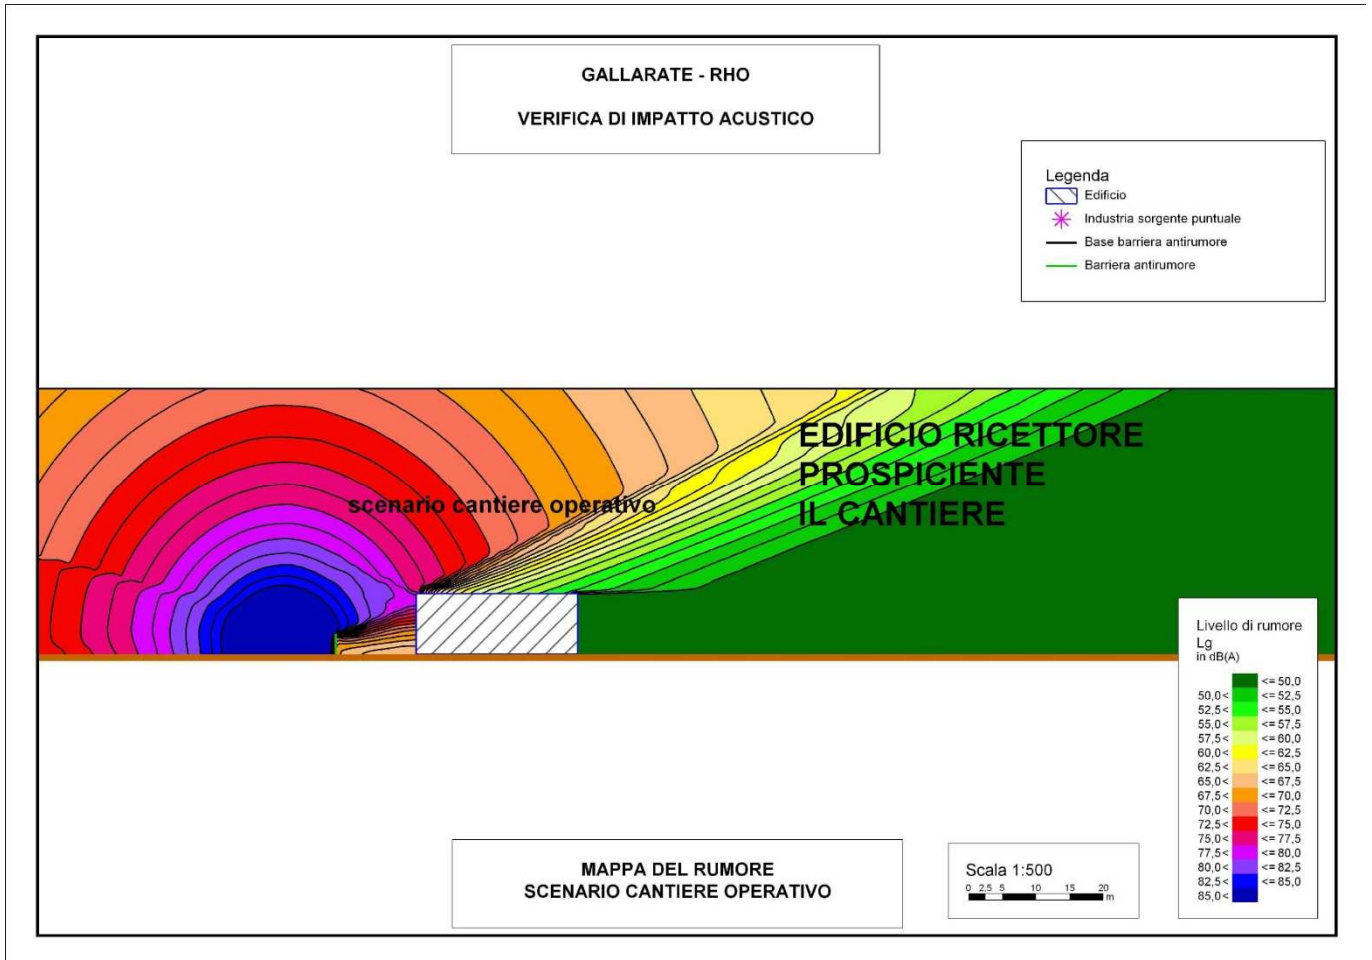 GALLARATE - RHO
VERIFICA DI IMPATTO ACUSTICO
Legenda
Edificio
Industria sorgente puntuale
Base barriera antirumore
Barriera antirumore
EDIFICIO RICETTORE
PROSPICIENTE
IL CANTIERE
scenario cantiere operativo
Livello di rumore
Lg
in dB(A)
<= 50,0
50,0< <= 52,5
52,5< <= 55,0
55,0< <= 57,5
57,5< <= 60,0
60,0< <= 62,5
62,5< <= 65,0
65,0< <= 67,5
67,5< <= 70,0
70,0< <= 72,5
72,5< <= 75,0
75,0< <= 77,5
77,5< <= 80,0
80,0< <= 82,5
82,5< <= 85,0
85,0<
MAPPA DEL RUMORE
SCENARIO CANTIERE OPERATIVO
Scala 1:500
0 2,5 5 10 15 20
m